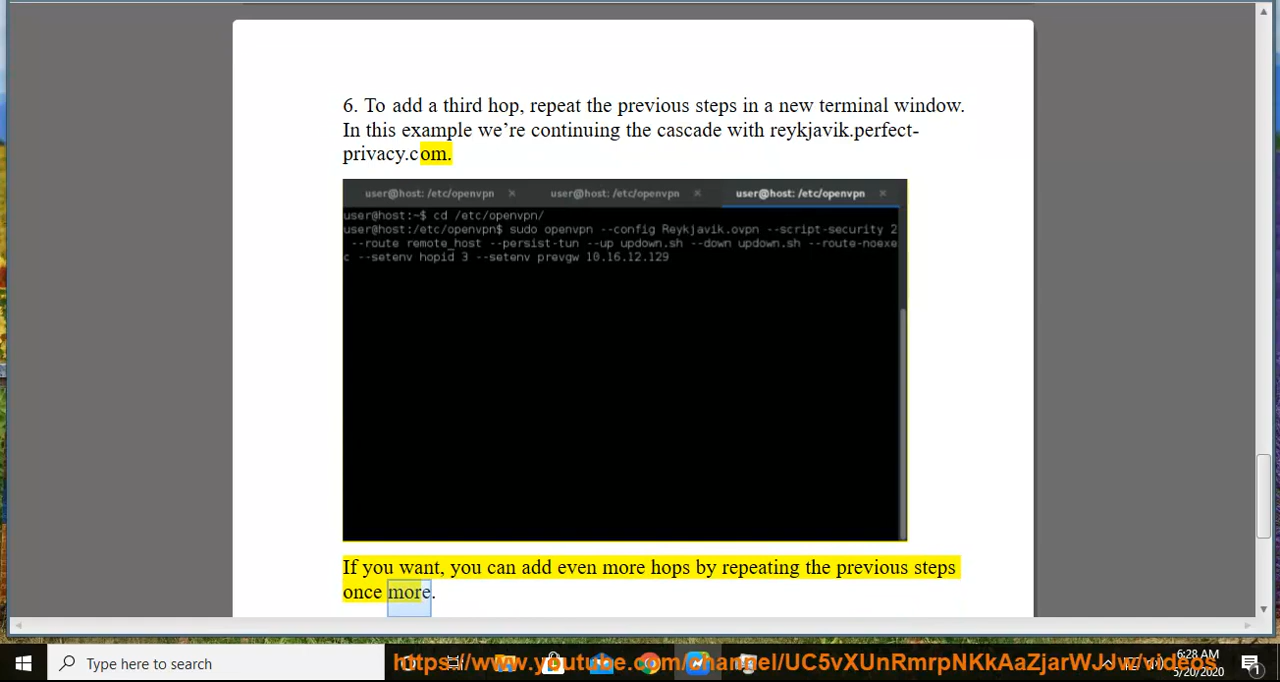 6. To add a third hop, repeat the previous steps in a new terminal window.
In this example we’re continuing the cascade with reykjavik.perfect-
privacy.com.
user@host: /etc/openvpn × user@host: /etc/openvpn × user@host: /etc/openvpn ×
user@host:~$ cd /etc/openvpn/
user@host:/etc/openvpn$ sudo openvpn --config Reykjavik.ovpn --script-security 2
--route remote_host --persist-tun --up updown.sh --down updown.sh --route-noexe
c --setenv hopid 3 --setenv prevgw 10.16.12.129
If you want, you can add even more hops by repeating the previous steps
once more.
Type here to search
https://www.youtube.com/channel/UC5vXUnRmrpNKkAaZjarWJJw/videos
6:28 AM
5/20/2020
1